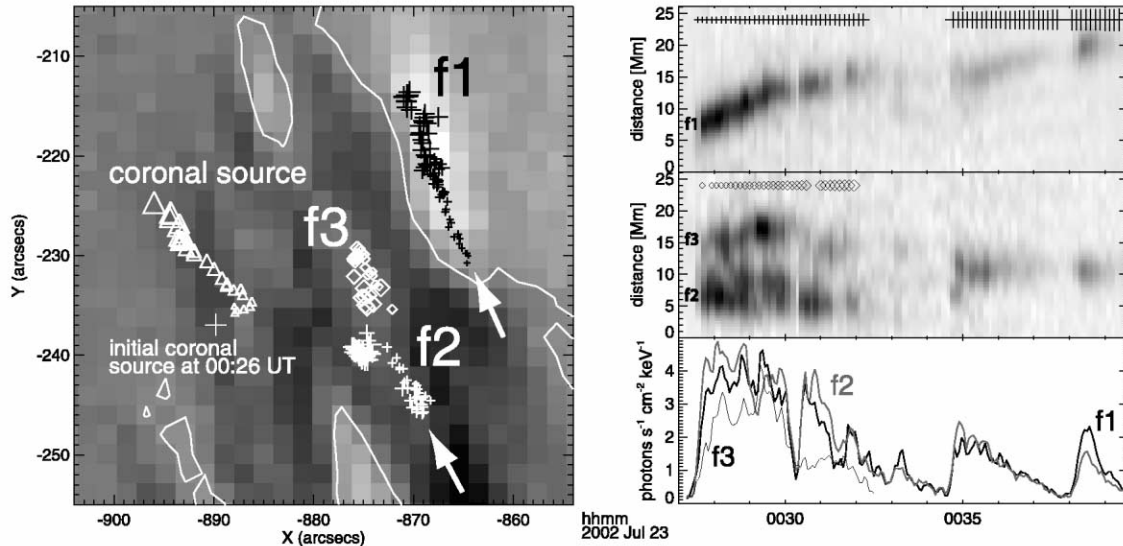 -210
-220
-230
-240
-250
Y (arcsecs)
f1
coronal source
f3
f2
initial coronal
source at 00:26 UT
-900
-890
-880
-870
-860
X (arcsecs)
25
20
15
10
5
0
distance [Mm]
f1
25
20
15
10
5
0
distance [Mm]
f3
f2
4
3
2
1
0
photons s⁻¹ cm⁻² keV⁻¹
f2
f1
f3
hhmm
2002 Jul 23
0030
0035